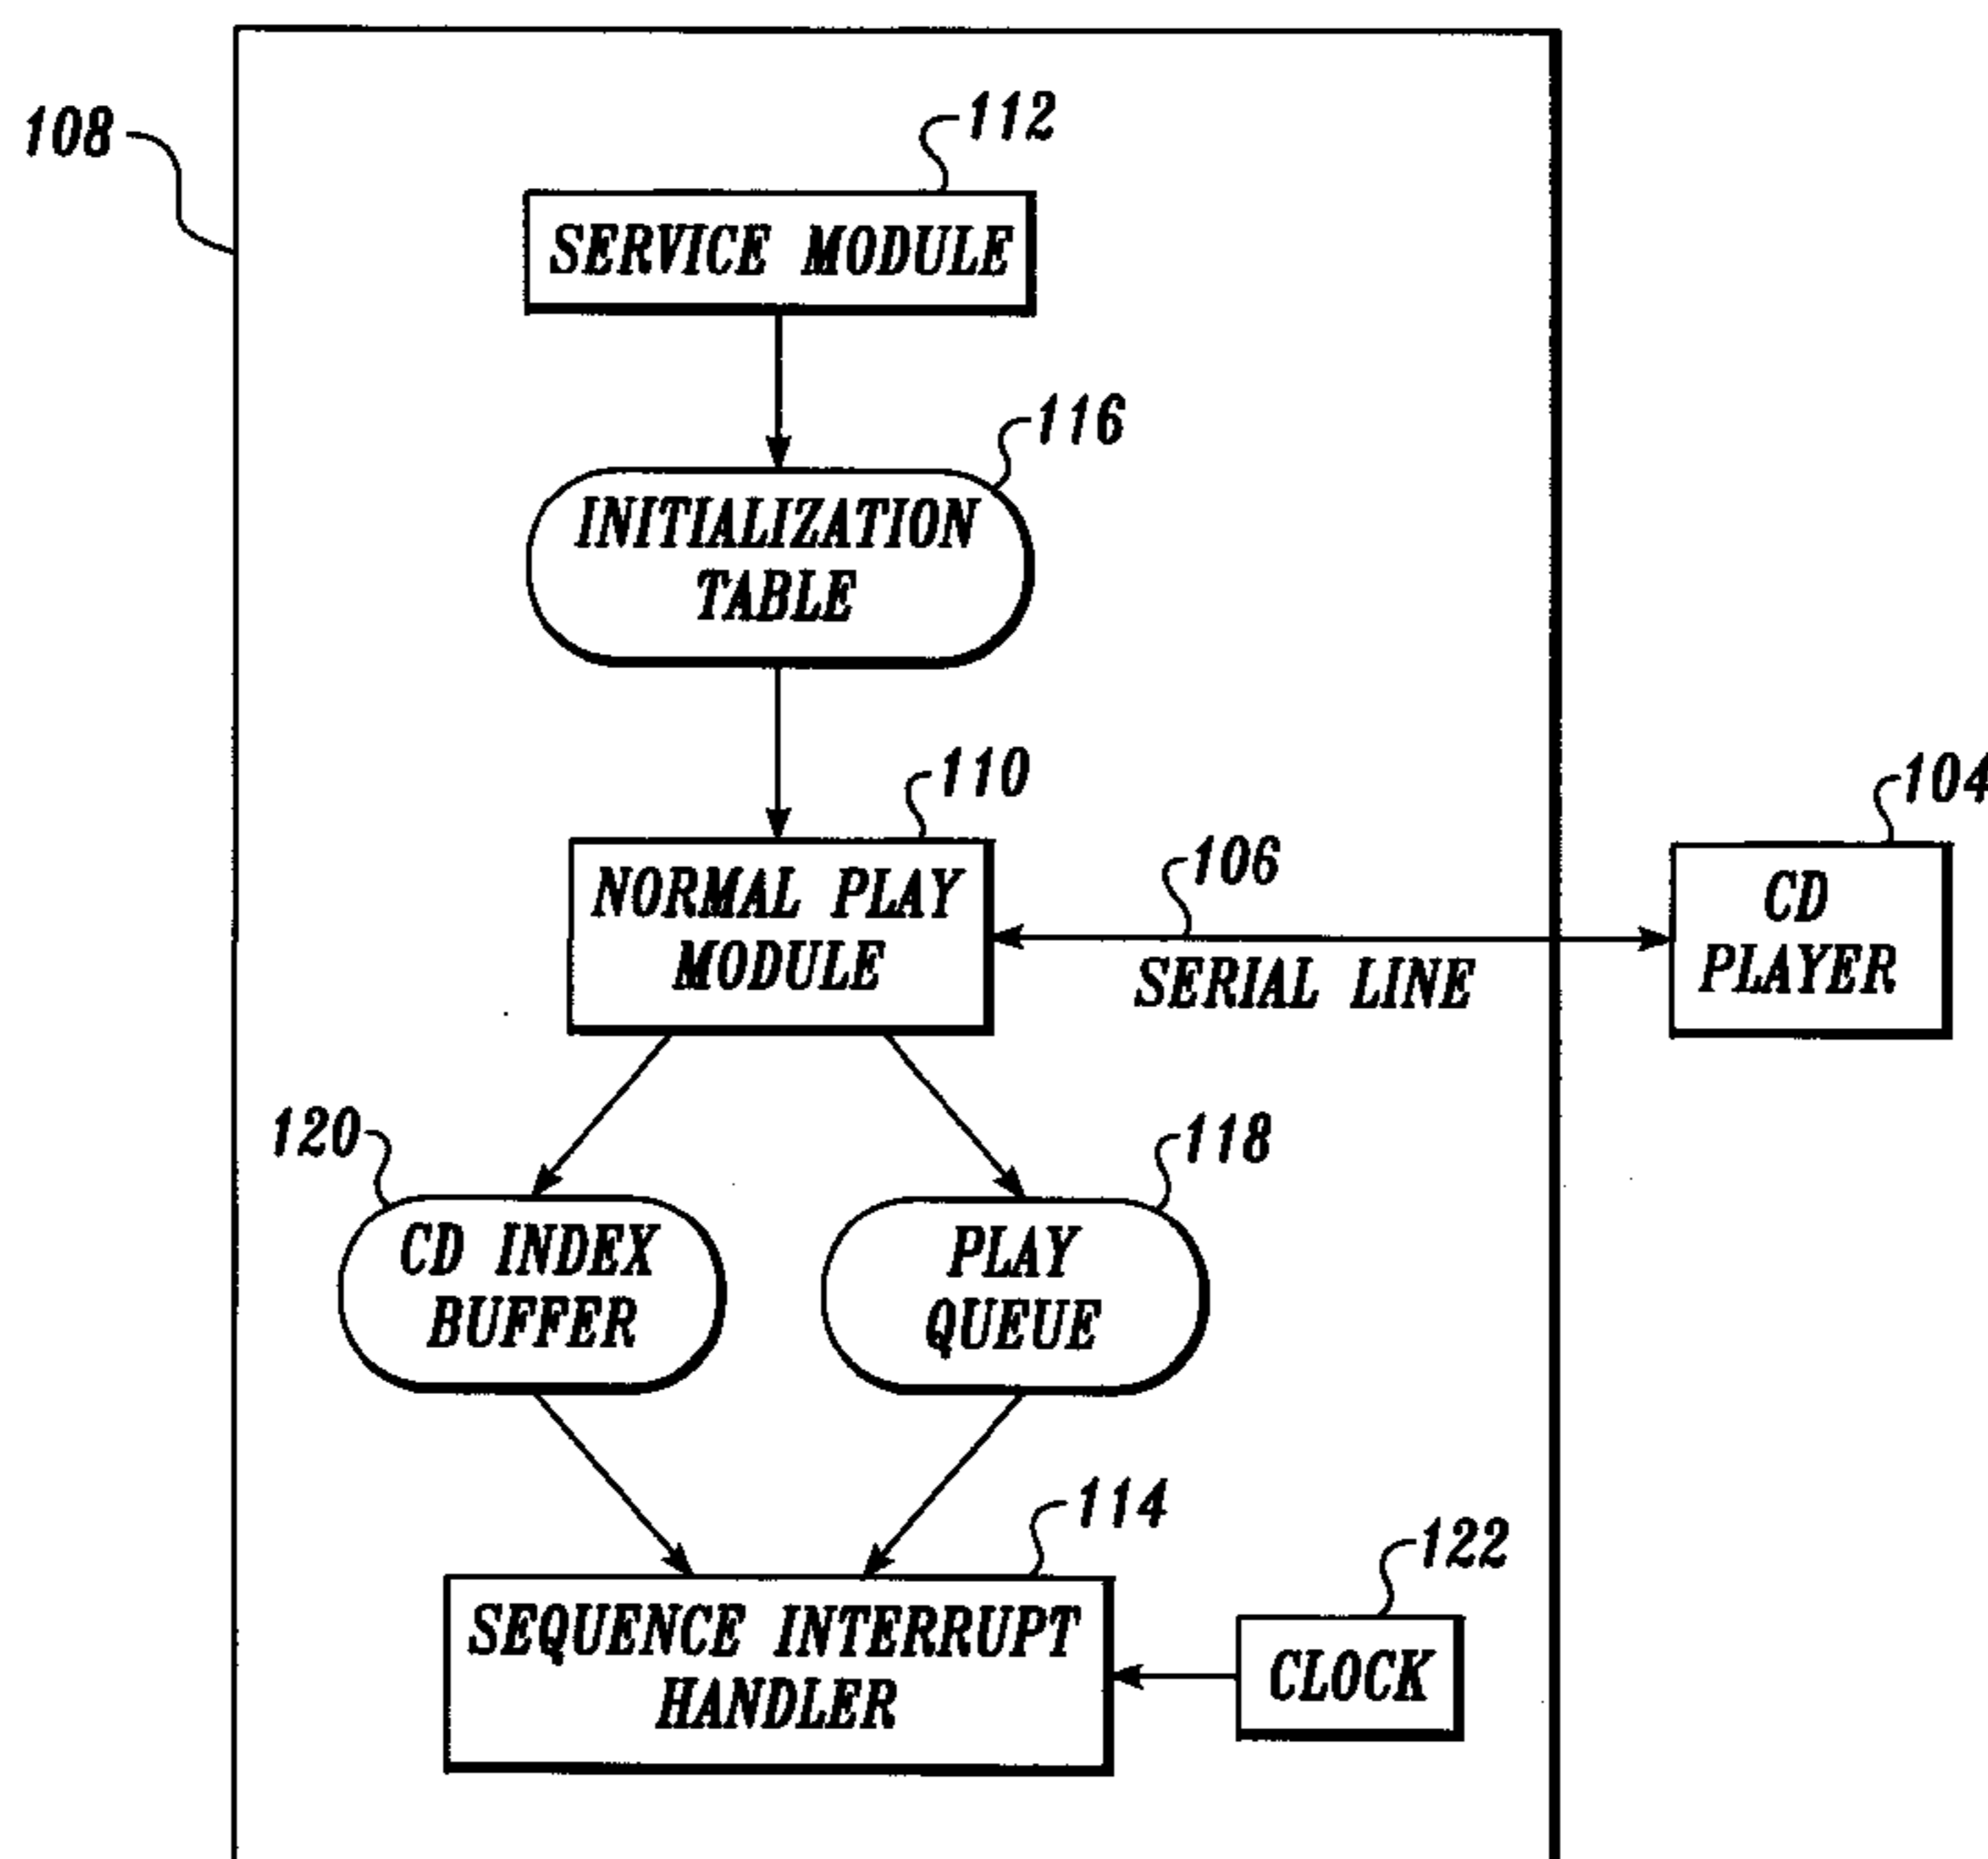 108
112
SERVICE MODULE
116
INITIALIZATION
TABLE
110
NORMAL PLAY
MODULE
106
SERIAL LINE
104
CD
PLAYER
120
CD INDEX
BUFFER
118
PLAY
QUEUE
114
SEQUENCE INTERRUPT
HANDLER
122
CLOCK